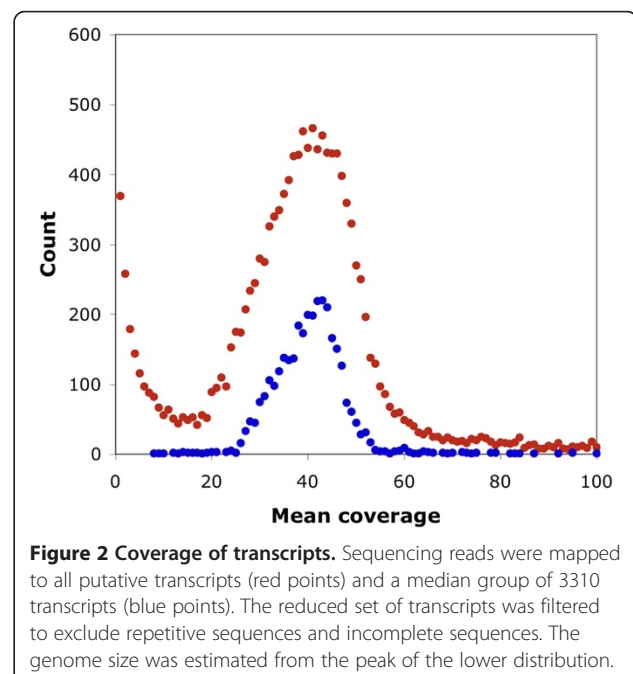 600
500
400
300
200
100
0
Count
0 20 40 60 80 100
Mean coverage
Figure 2 Coverage of transcripts. Sequencing reads were mapped
to all putative transcripts (red points) and a median group of 3310
transcripts (blue points). The reduced set of transcripts was filtered
to exclude repetitive sequences and incomplete sequences. The
genome size was estimated from the peak of the lower distribution.